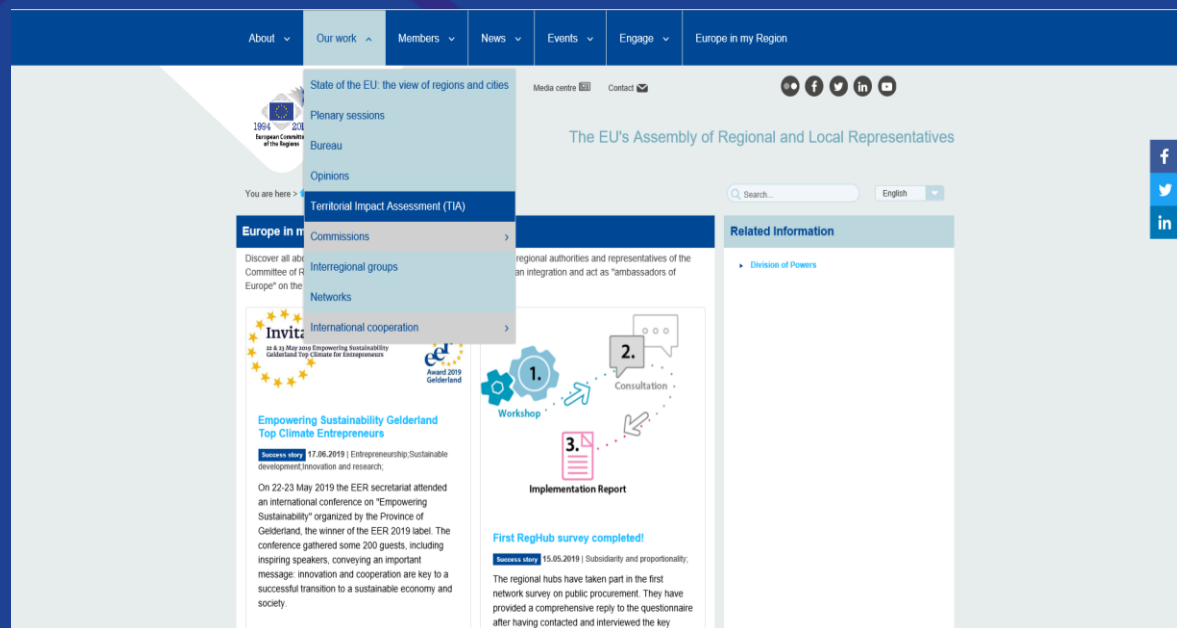 About
Our work
Members
News
Events
Engage
Europe in my Region
State of the EU: the view of regions and cities
Plenary sessions
Bureau
Opinions
Territorial Impact Assessment (TIA)
Commissions
Interregional groups
Networks
International cooperation
Media centre
Contact
1994 201
European Committe
of the Regions
The EU's Assembly of Regional and Local Representatives
You are here >
Search...
English
Europe in m
Discover all abo regional authorities and representatives of the
Committee of R an integration and act as "ambassadors of
Europe" on the
Invita
22 & 23 May 2019 Empowering Sustainability
Gelderland Top Climate for Entrepreneurs
eer
Award 2019
Gelderland
Empowering Sustainability Gelderland
Top Climate Entrepreneurs
Success story 17.06.2019 | Entrepreneurship;Sustainable
development;Innovation and research;
On 22-23 May 2019 the EER secretariat attended
an international conference on "Empowering
Sustainability" organized by the Province of
Gelderland, the winner of the EER 2019 label. The
conference gathered some 200 guests, including
inspiring speakers, conveying an important
message: innovation and cooperation are key to a
successful transition to a sustainable economy and
society.
1.
Workshop
2.
Consultation
3.
Implementation Report
First RegHub survey completed!
Success story 15.05.2019 | Subsidiarity and proportionality;
The regional hubs have taken part in the first
network survey on public procurement. They have
provided a comprehensive reply to the questionnaire
after having contacted and interviewed the key
Related Information
Division of Powers